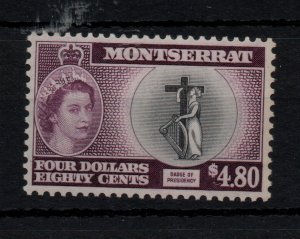 MONTSERRAT
BADGE OF
PRESIDENCY
FOUR DOLLARS
EIGHTY CENTS
$4.80